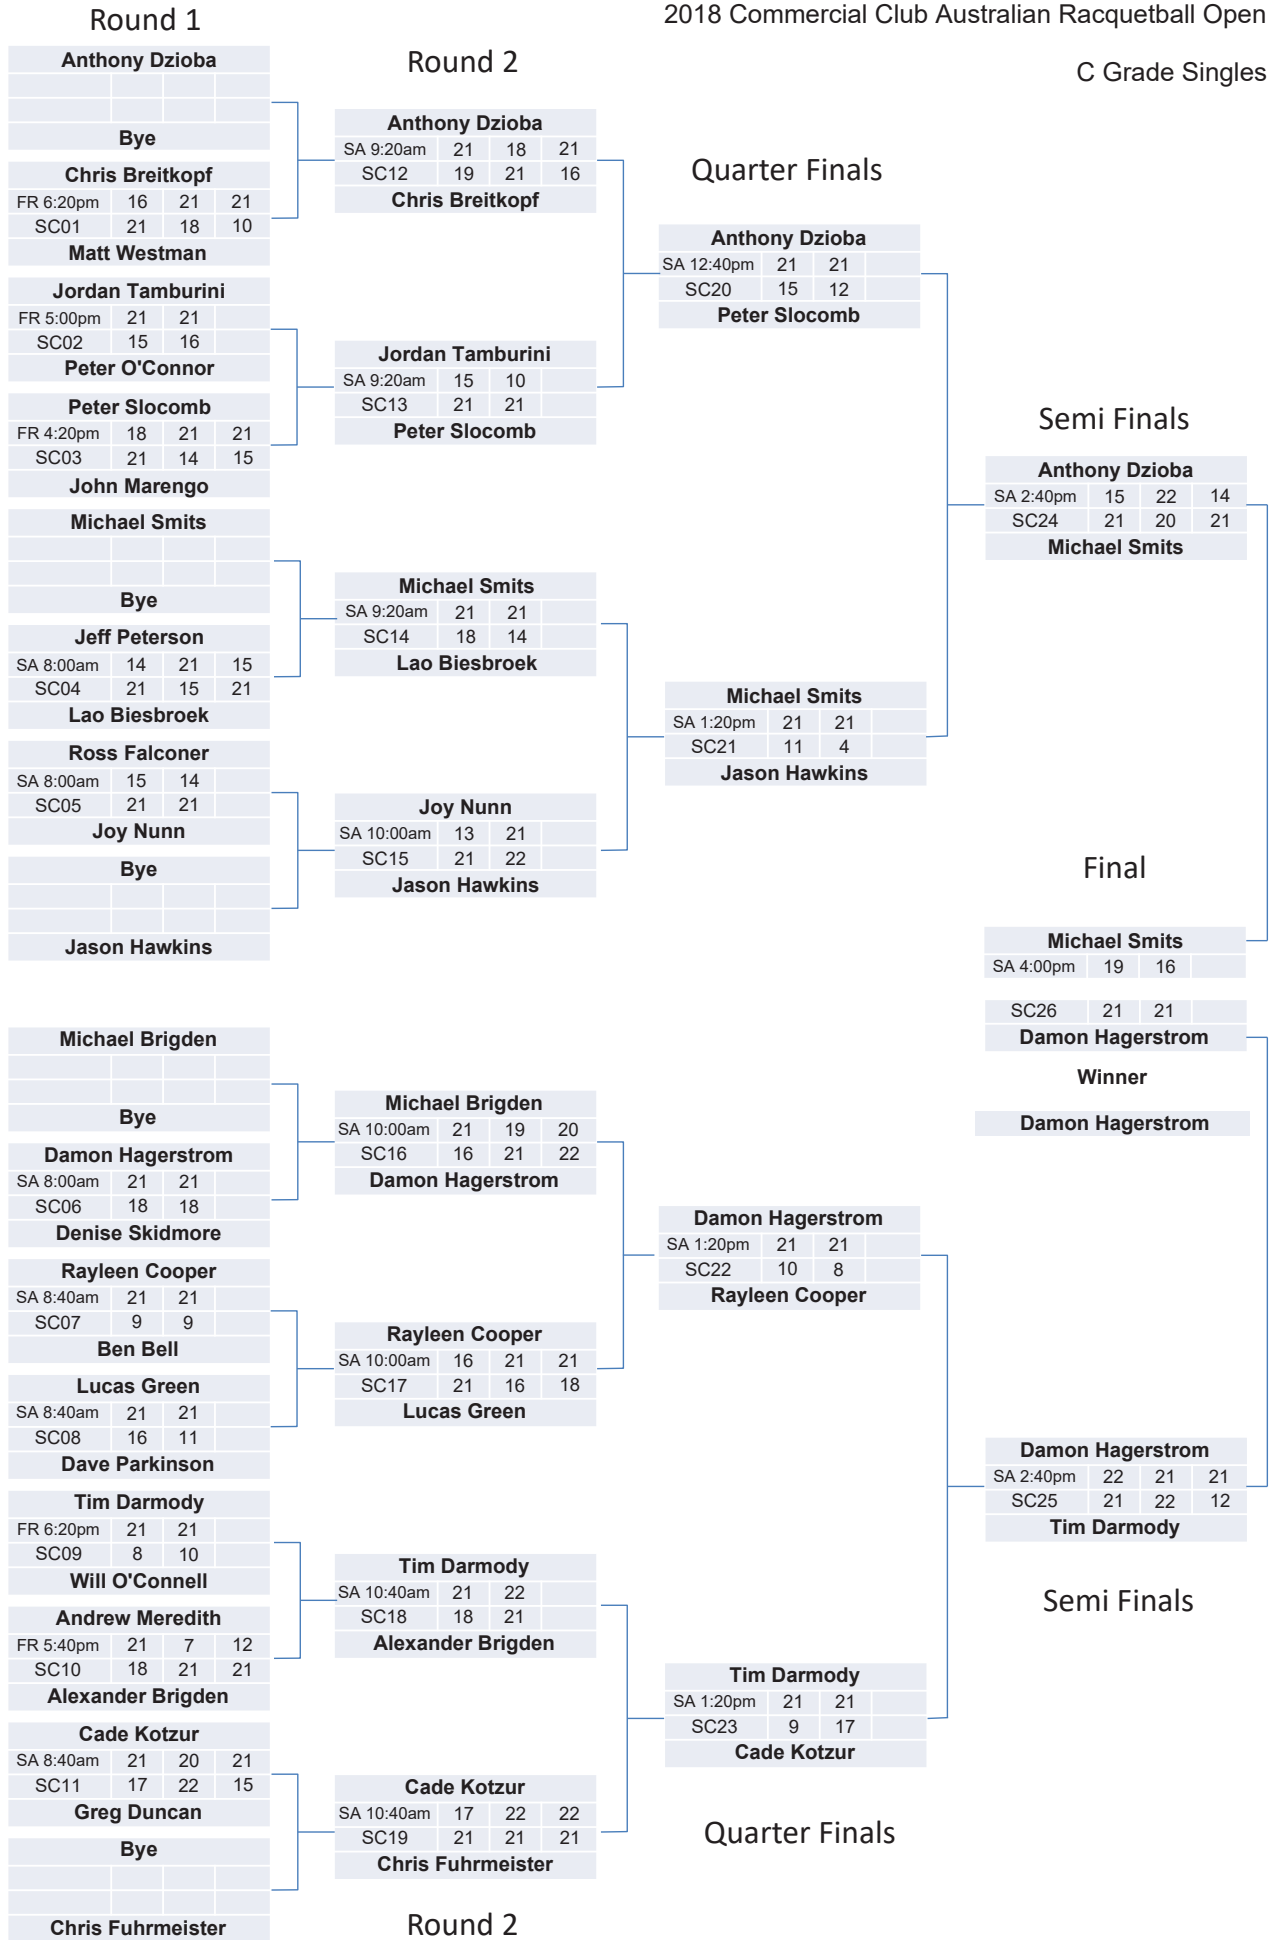 2018 Commercial Club Australian Racquetball Open
C Grade Singles
Round 1
Anthony Dzioba
Bye
Chris Breitkopf
FR 6:20pm 16 21 21
SC01 21 18 10
Matt Westman
Jordan Tamburini
FR 5:00pm 21 21
SC02 15 16
Peter O'Connor
Peter Slocomb
FR 4:20pm 18 21 21
SC03 21 14 15
John Marengo
Michael Smits
Bye
Jeff Peterson
SA 8:00am 14 21 15
SC04 21 15 21
Lao Biesbroek
Ross Falconer
SA 8:00am 15 14
SC05 21 21
Joy Nunn
Bye
Jason Hawkins
Michael Brigden
Bye
Damon Hagerstrom
SA 8:00am 21 21
SC06 18 18
Denise Skidmore
Rayleen Cooper
SA 8:40am 21 21
SC07 9 9
Ben Bell
Lucas Green
SA 8:40am 21 21
SC08 16 11
Dave Parkinson
Tim Darmody
FR 6:20pm 21 21
SC09 8 10
Will O'Connell
Andrew Meredith
FR 5:40pm 21 7 12
SC10 18 21 21
Alexander Brigden
Cade Kotzur
SA 8:40am 21 20 21
SC11 17 22 15
Greg Duncan
Bye
Chris Fuhrmeister
Round 2
Anthony Dzioba
SA 9:20am 21 18 21
SC12 19 21 16
Chris Breitkopf
Jordan Tamburini
SA 9:20am 15 10
SC13 21 21
Peter Slocomb
Michael Smits
SA 9:20am 21 21
SC14 18 14
Lao Biesbroek
Joy Nunn
SA 10:00am 13 21
SC15 21 22
Jason Hawkins
Michael Brigden
SA 10:00am 21 19 20
SC16 16 21 22
Damon Hagerstrom
Rayleen Cooper
SA 10:00am 16 21 21
SC17 21 16 18
Lucas Green
Tim Darmody
SA 10:40am 21 22
SC18 18 21
Alexander Brigden
Cade Kotzur
SA 10:40am 17 22 22
SC19 21 21 21
Chris Fuhrmeister
Round 2
Quarter Finals
Anthony Dzioba
SA 12:40pm 21 21
SC20 15 12
Peter Slocomb
Michael Smits
SA 1:20pm 21 21
SC21 11 4
Jason Hawkins
Damon Hagerstrom
SA 1:20pm 21 21
SC22 10 8
Rayleen Cooper
Tim Darmody
SA 1:20pm 21 21
SC23 9 17
Cade Kotzur
Quarter Finals
Semi Finals
Anthony Dzioba
SA 2:40pm 15 22 14
SC24 21 20 21
Michael Smits
Final
Michael Smits
SA 4:00pm 19 16
SC26 21 21
Damon Hagerstrom
Winner
Damon Hagerstrom
Damon Hagerstrom
SA 2:40pm 22 21 21
SC25 21 22 12
Tim Darmody
Semi Finals